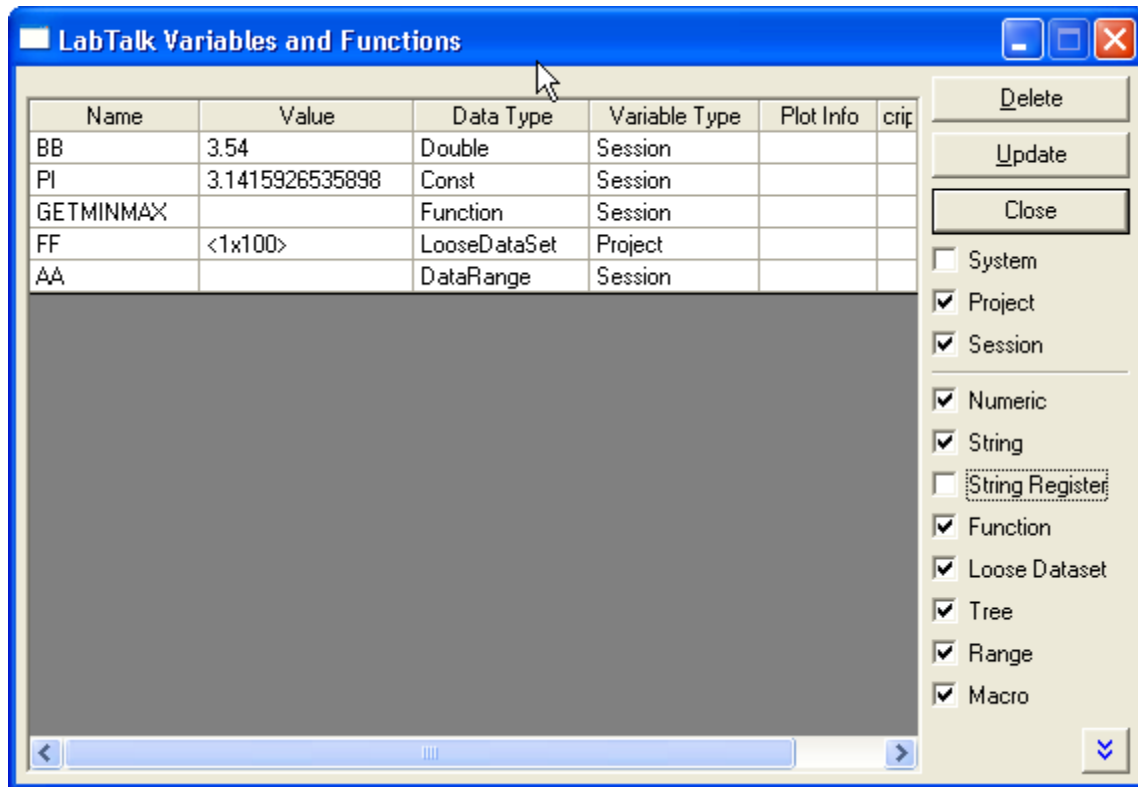 LabTalk Variables and Functions
Name Value Data Type Variable Type Plot Info crip
BB 3.54 Double Session
PI 3.1415926535898 Const Session
GETMINMAX Function Session
FF <1x100> LooseDataSet Project
AA DataRange Session
Delete
Update
Close
System
Project
Session
Numeric
String
String Register
Function
Loose Dataset
Tree
Range
Macro